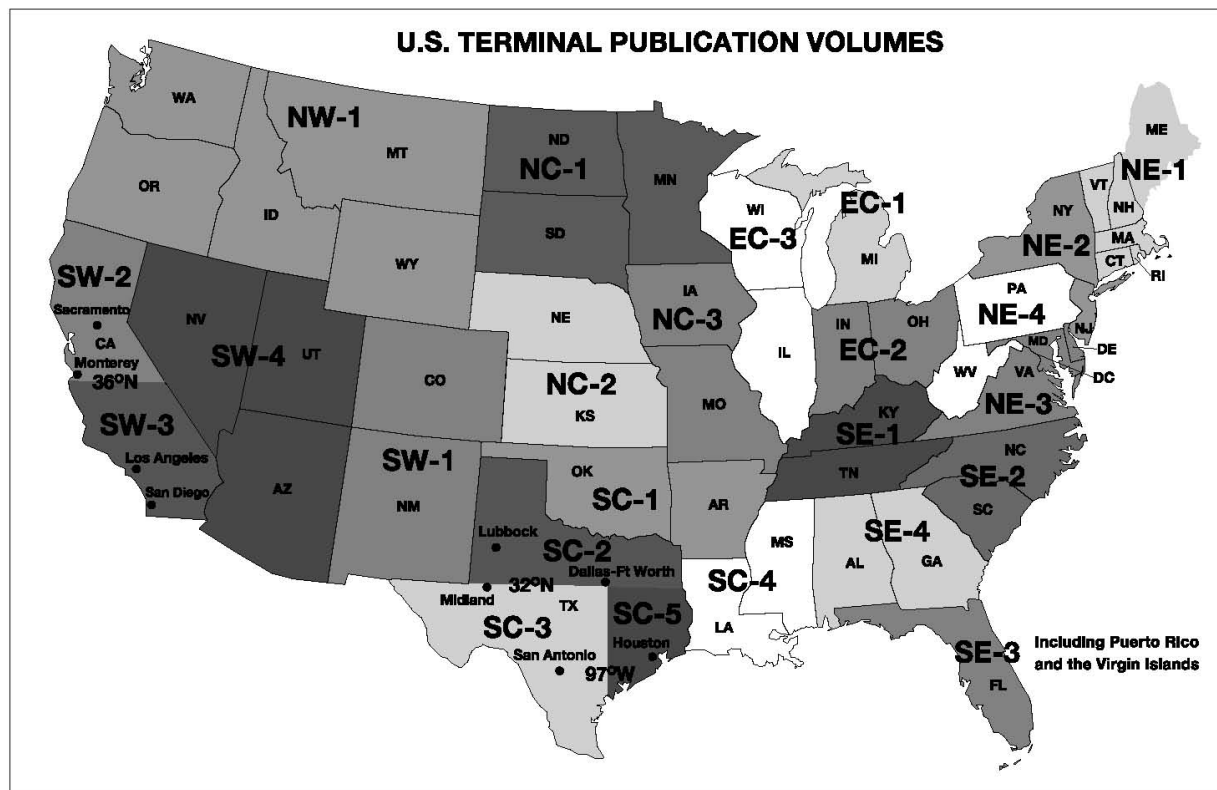 U.S. TERMINAL PUBLICATION VOLUMES
WA
NW-1
MT
ND
NC-1
MN
ME
NE-1
VT
NH
NY
NE-2
MA
CT
RI
OR
ID
WY
SD
WI
EC-3
EC-1
MI
SW-2
Sacramento
CA
Monterey
36°N
NV
SW-4
UT
NE
IA
NC-3
IL
IN
OH
EC-2
PA
NE-4
NJ
MD
DE
DC
WV
VA
NE-3
CO
NC-2
KS
MO
KY
SE-1
SW-3
Los Angeles
San Diego
AZ
SW-1
NM
OK
SC-1
AR
TN
NC
SE-2
SC
Lubbock
SC-2
Dallas-Ft Worth
Midland
32°N
TX
SC-3
San Antonio
97°W
SC-5
Houston
MS
SC-4
LA
SE-4
AL
GA
SE-3
FL
Including Puerto Rico
and the Virgin Islands